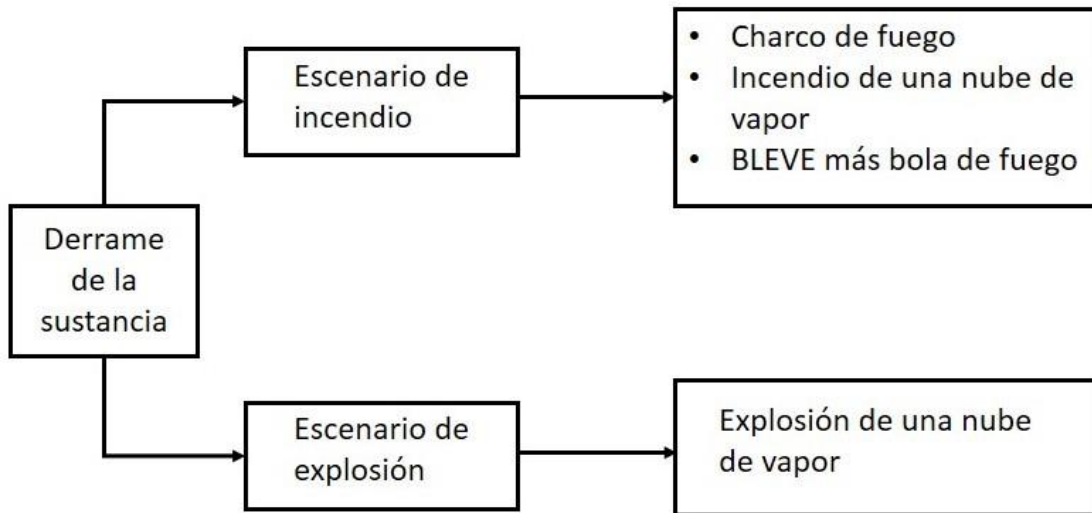 Escenario de
incendio
• Charco de fuego
• Incendio de una nube de
vapor
• BLEVE más bola de fuego
Derrame
de la
sustancia
Escenario de
explosión
Explosión de una nube
de vapor